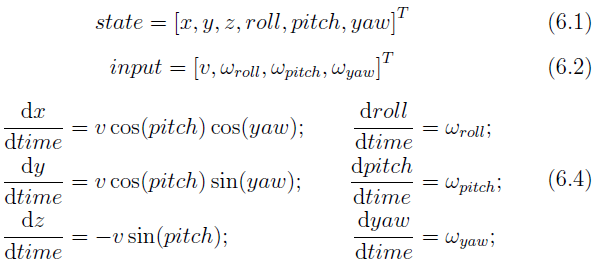 state = [x, y, z, roll, pitch, yaw]^T (6.1)
input = [v, ω_roll, ω_pitch, ω_yaw]^T (6.2)
dx/dtime = v cos(pitch) cos(yaw); droll/dtime = ω_roll;
dy/dtime = v cos(pitch) sin(yaw); dpitch/dtime = ω_pitch; (6.4)
dz/dtime = −v sin(pitch); dyaw/dtime = ω_yaw;